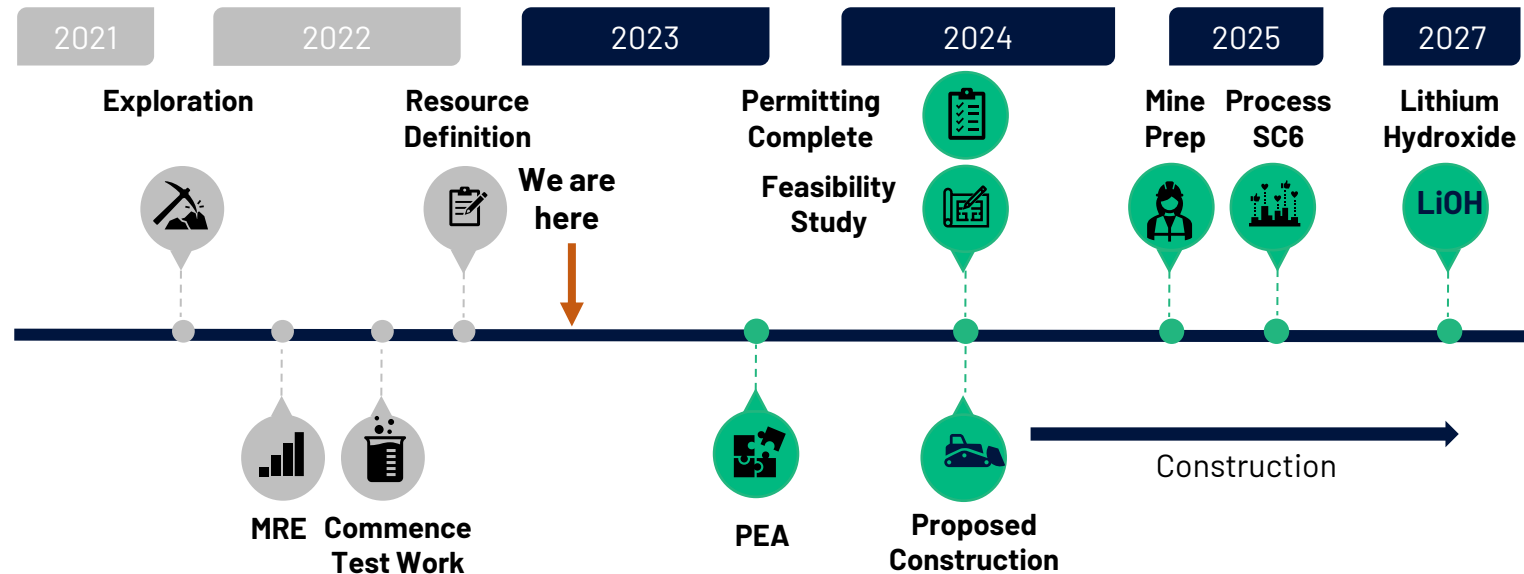 2021
2022
2023
2024
2025
2027
Exploration
Resource
Definition
We are
here
Permitting
Complete
Feasibility
Study
Mine
Prep
Process
SC6
Lithium
Hydroxide
LiOH
MRE
Commence
Test Work
PEA
Proposed
Construction
Construction